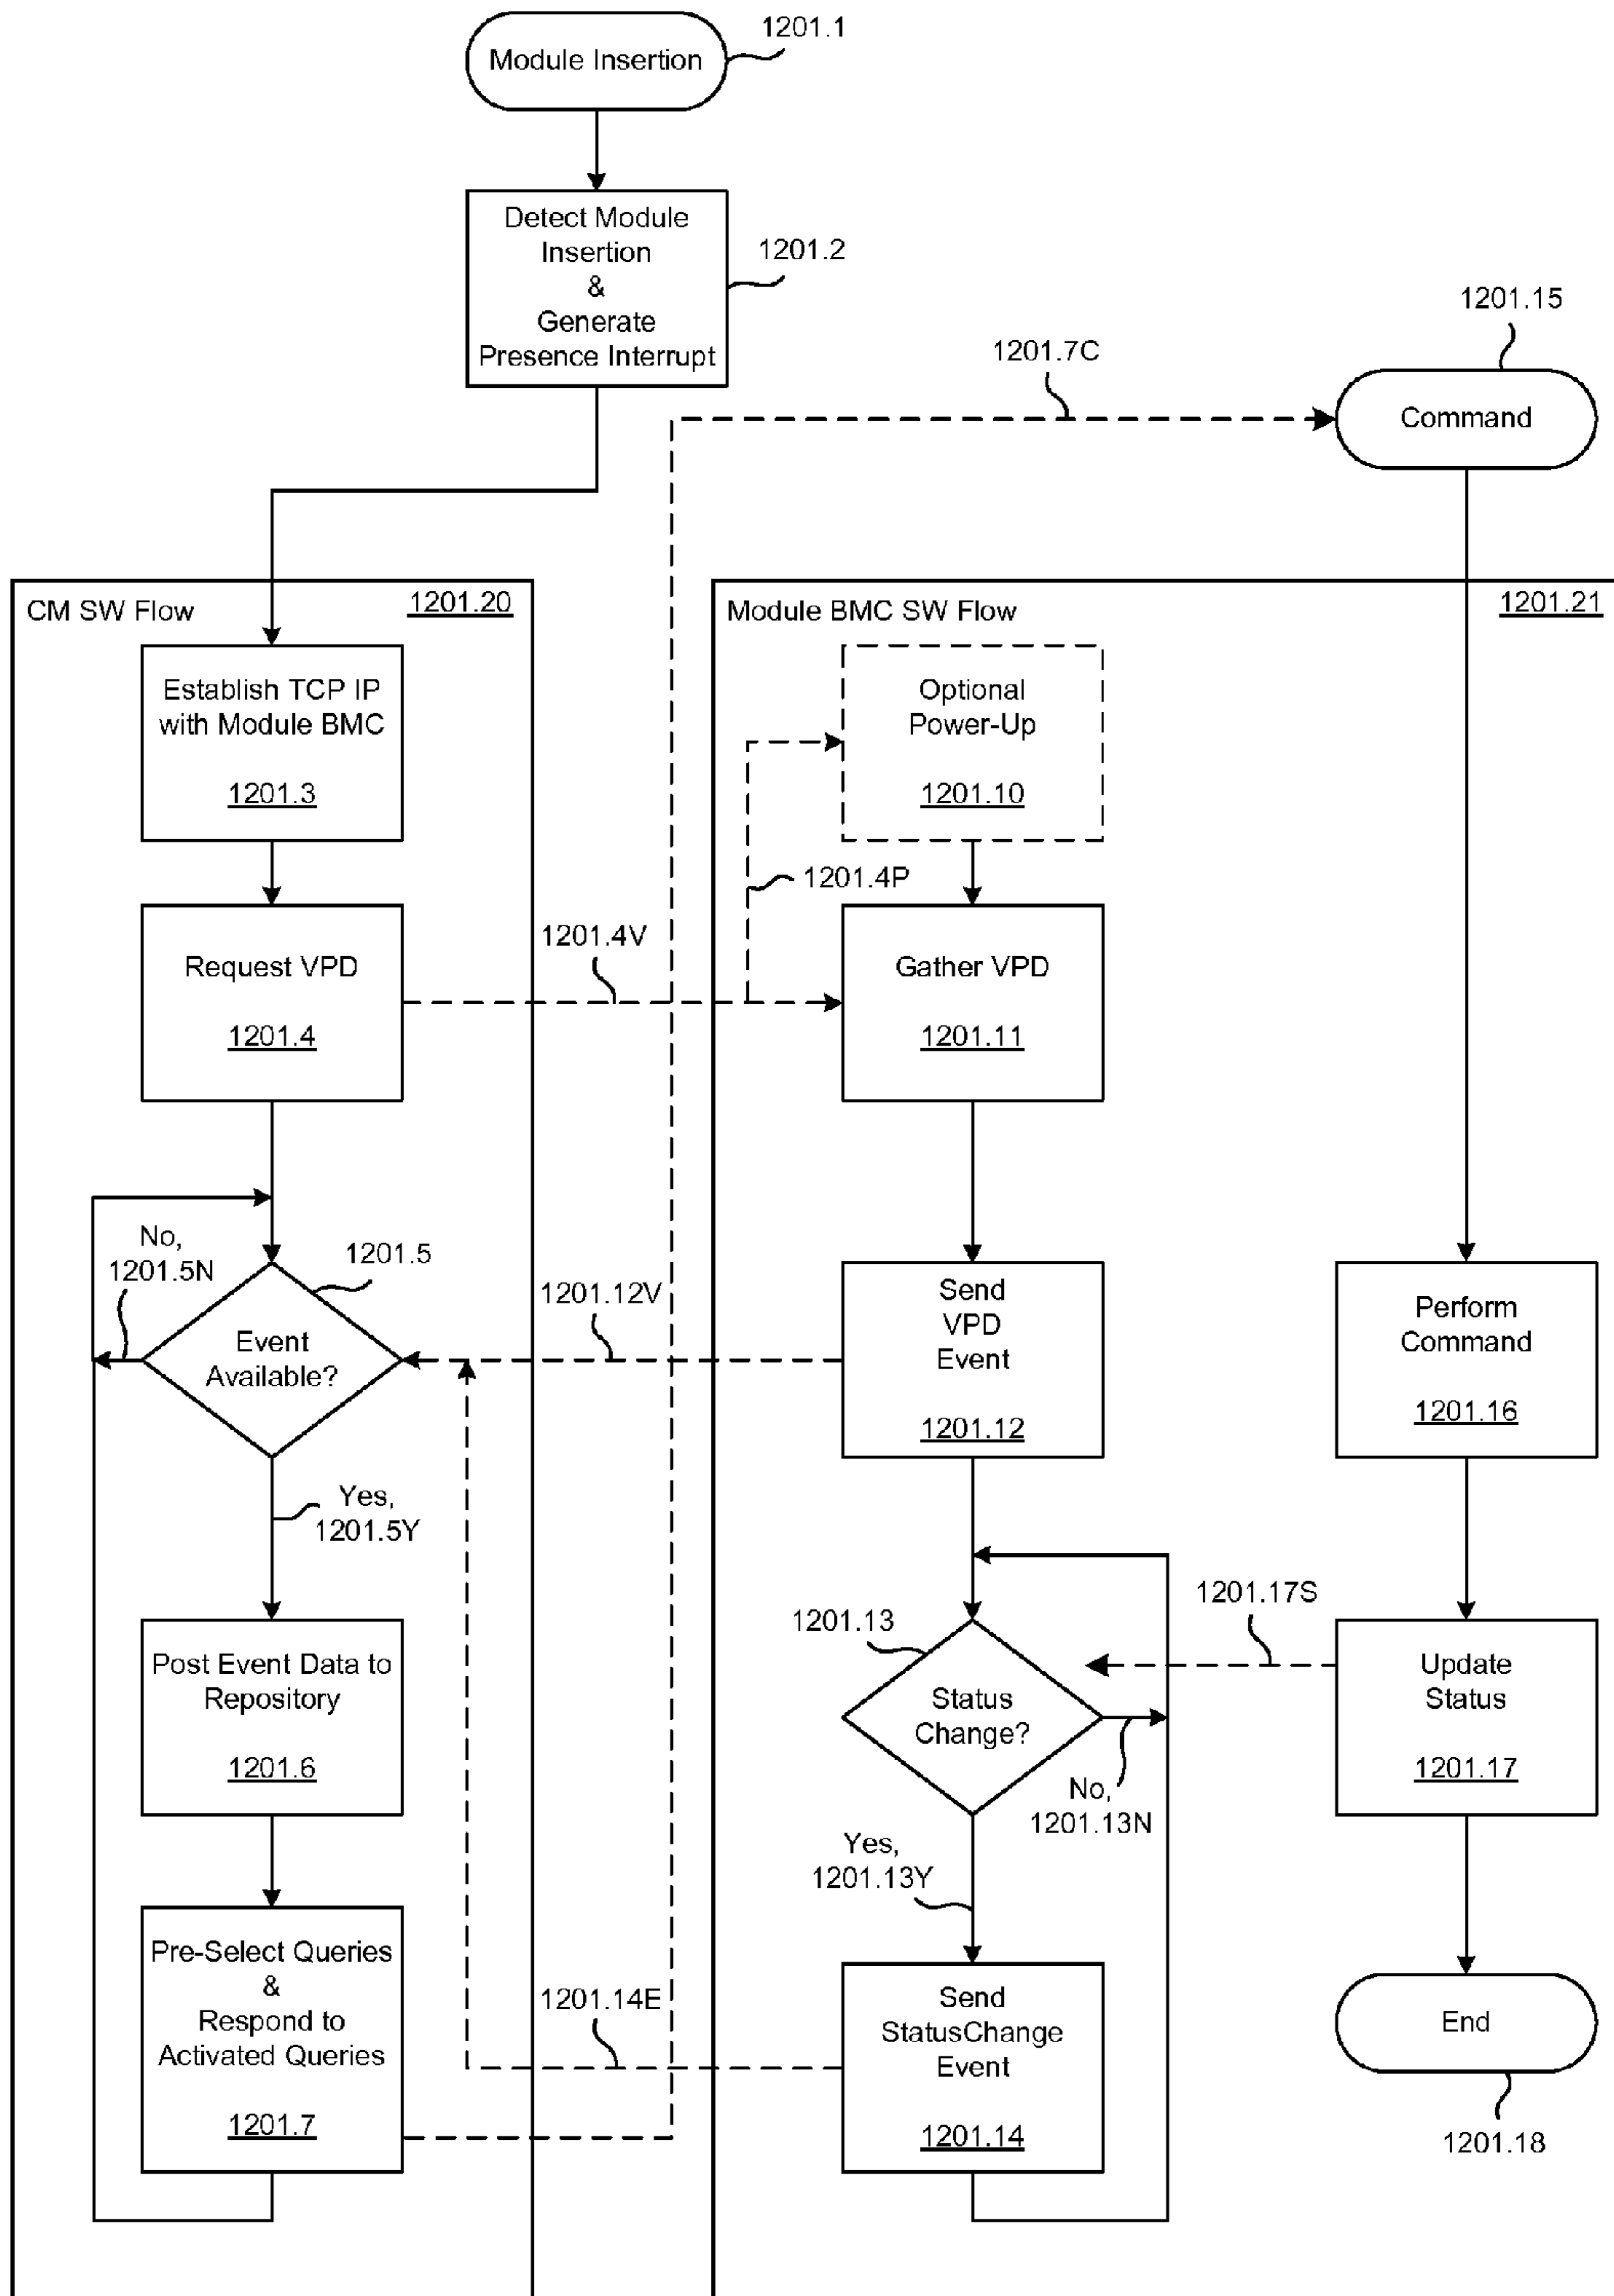 1201.1
Module Insertion
Detect Module
Insertion
&
Generate
Presence Interrupt
1201.2
1201.15
1201.7C
Command
CM SW Flow
1201.20
Module BMC SW Flow
1201.21
Establish TCP IP
with Module BMC
1201.3
Optional
Power-Up
1201.10
1201.4P
Request VPD
1201.4
1201.4V
Gather VPD
1201.11
No,
1201.5N
1201.5
Event
Available?
1201.12V
Send
VPD
Event
1201.12
Perform
Command
1201.16
Yes,
1201.5Y
Post Event Data to
Repository
1201.6
1201.13
Status
Change?
1201.17S
Update
Status
1201.17
No,
1201.13N
Yes,
1201.13Y
Pre-Select Queries
&
Respond to
Activated Queries
1201.7
1201.14E
Send
StatusChange
Event
1201.14
End
1201.18